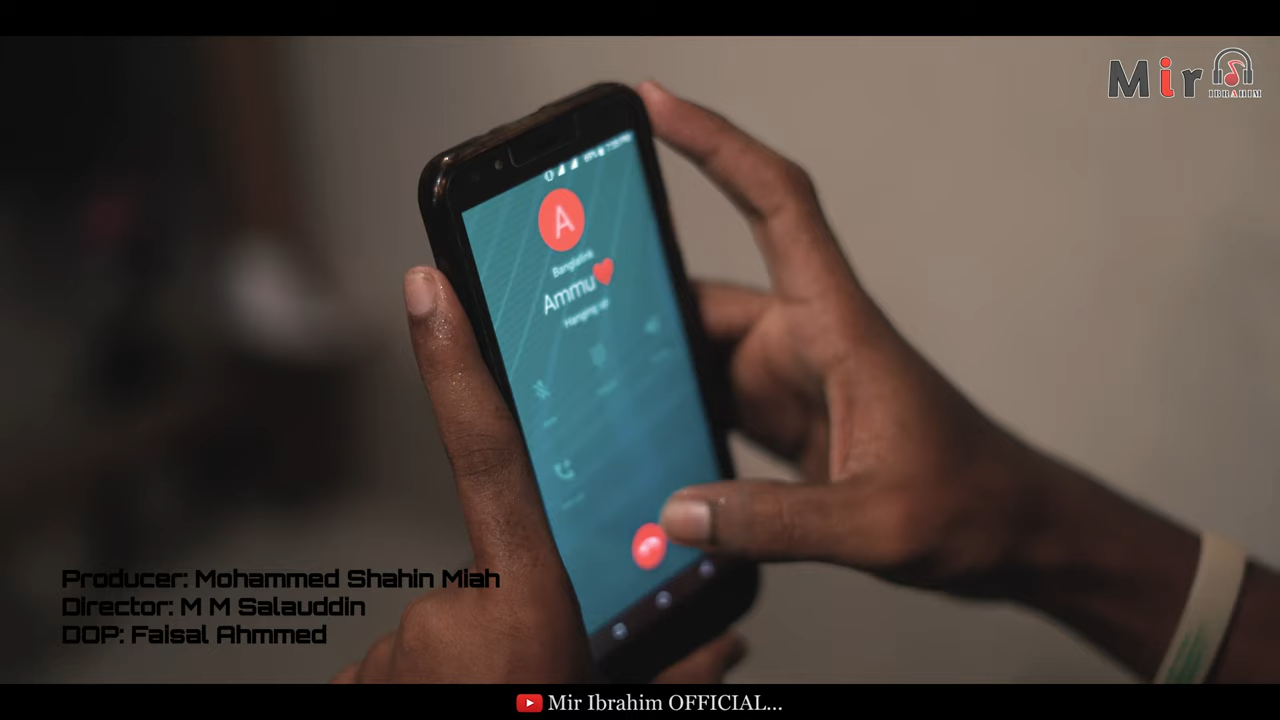 Mir
IBRAHIM
A
Banglalink
Ammu❤
Hanging up
Producer: Mohammed Shahin Miah
Director: M M Salauddin
DOP: Faisal Ahmmed
Mir Ibrahim OFFICIAL...